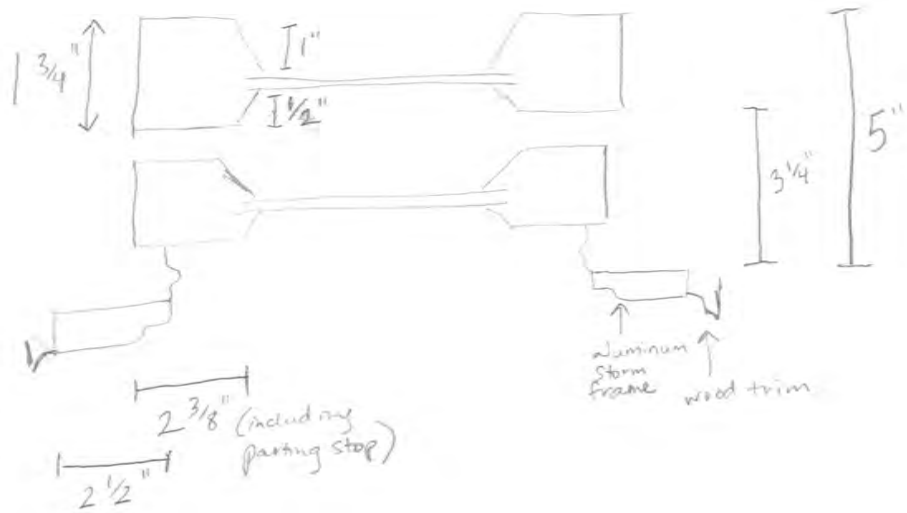 1 3/4"
1"
1/2"
5"
3 1/4"
aluminum
storm
frame
wood trim
2 3/8" (including
parting stop)
2 1/2"